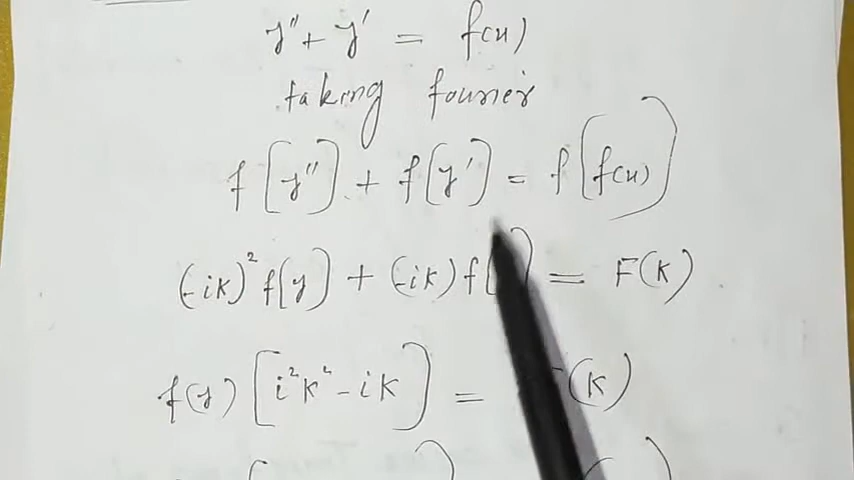 y'' + y' = f(x)
taking fourier
f[y''] + f[y'] = f[f(x)]
(-ik)² f[y] + (-ik) f[ ] = F(K)
f(y) [i²k² - ik] = (K)